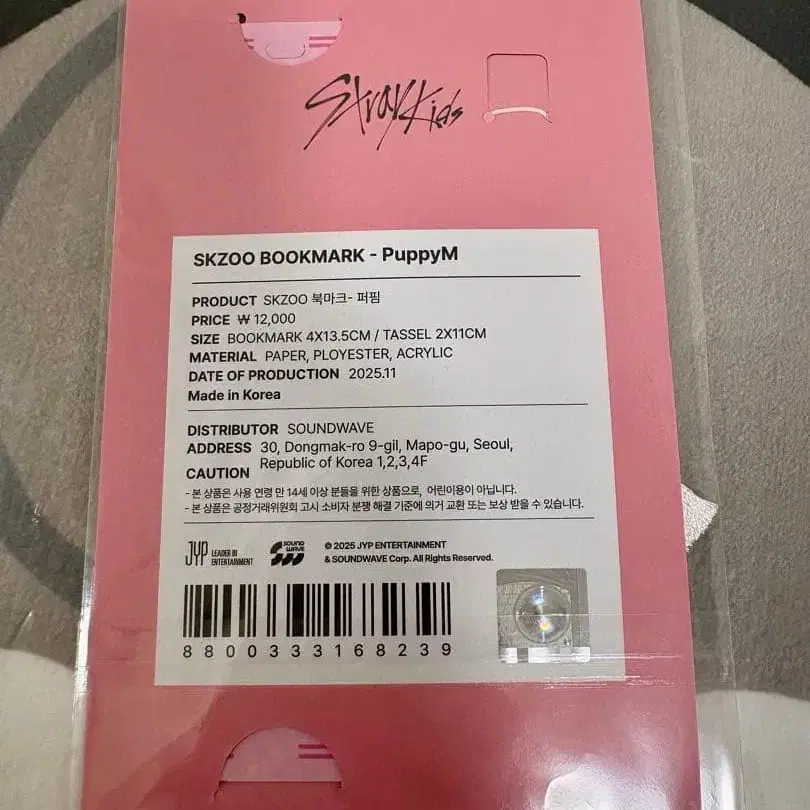 Stray Kids
SKZOO BOOKMARK - PuppyM
PRODUCT SKZOO 북마크- 퍼핌
PRICE ₩ 12,000
SIZE BOOKMARK 4X13.5CM / TASSEL 2X11CM
MATERIAL PAPER, PLOYESTER, ACRYLIC
DATE OF PRODUCTION 2025.11
Made in Korea
DISTRIBUTOR SOUNDWAVE
ADDRESS 30, Dongmak-ro 9-gil, Mapo-gu, Seoul,
Republic of Korea 1,2,3,4F
CAUTION
- 본 상품은 사용 연령 만 14세 이상 분들을 위한 상품으로, 어린이용이 아닙니다.
- 본 상품은 공정거래위원회 고시 소비자 분쟁 해결 기준에 의거 교환 또는 보상 받을 수 있습니다.
JYP LEADER IN
ENTERTAINMENT
SOUND
WAVE
© 2025 JYP ENTERTAINMENT
& SOUNDWAVE Corp. All Rights Reserved.
8800333168239